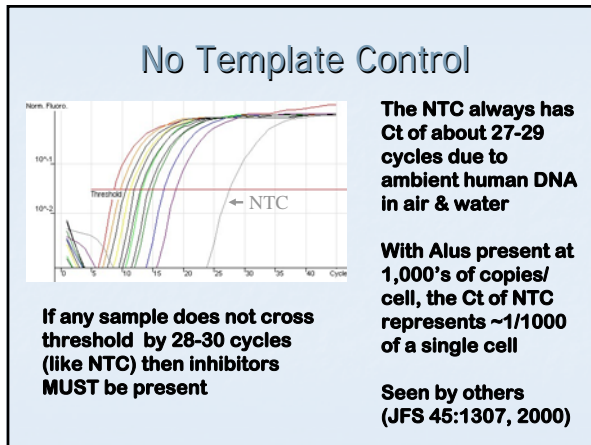 No Template Control
Norm. Fluoro.
10^-1
Threshold
10^-2
NTC
0
5
10
15
20
25
30
35
40
Cycle
If any sample does not cross
threshold by 28-30 cycles
(like NTC) then inhibitors
MUST be present
The NTC always has
Ct of about 27-29
cycles due to
ambient human DNA
in air & water
With Alus present at
1,000's of copies/
cell, the Ct of NTC
represents ~1/1000
of a single cell
Seen by others
(JFS 45:1307, 2000)